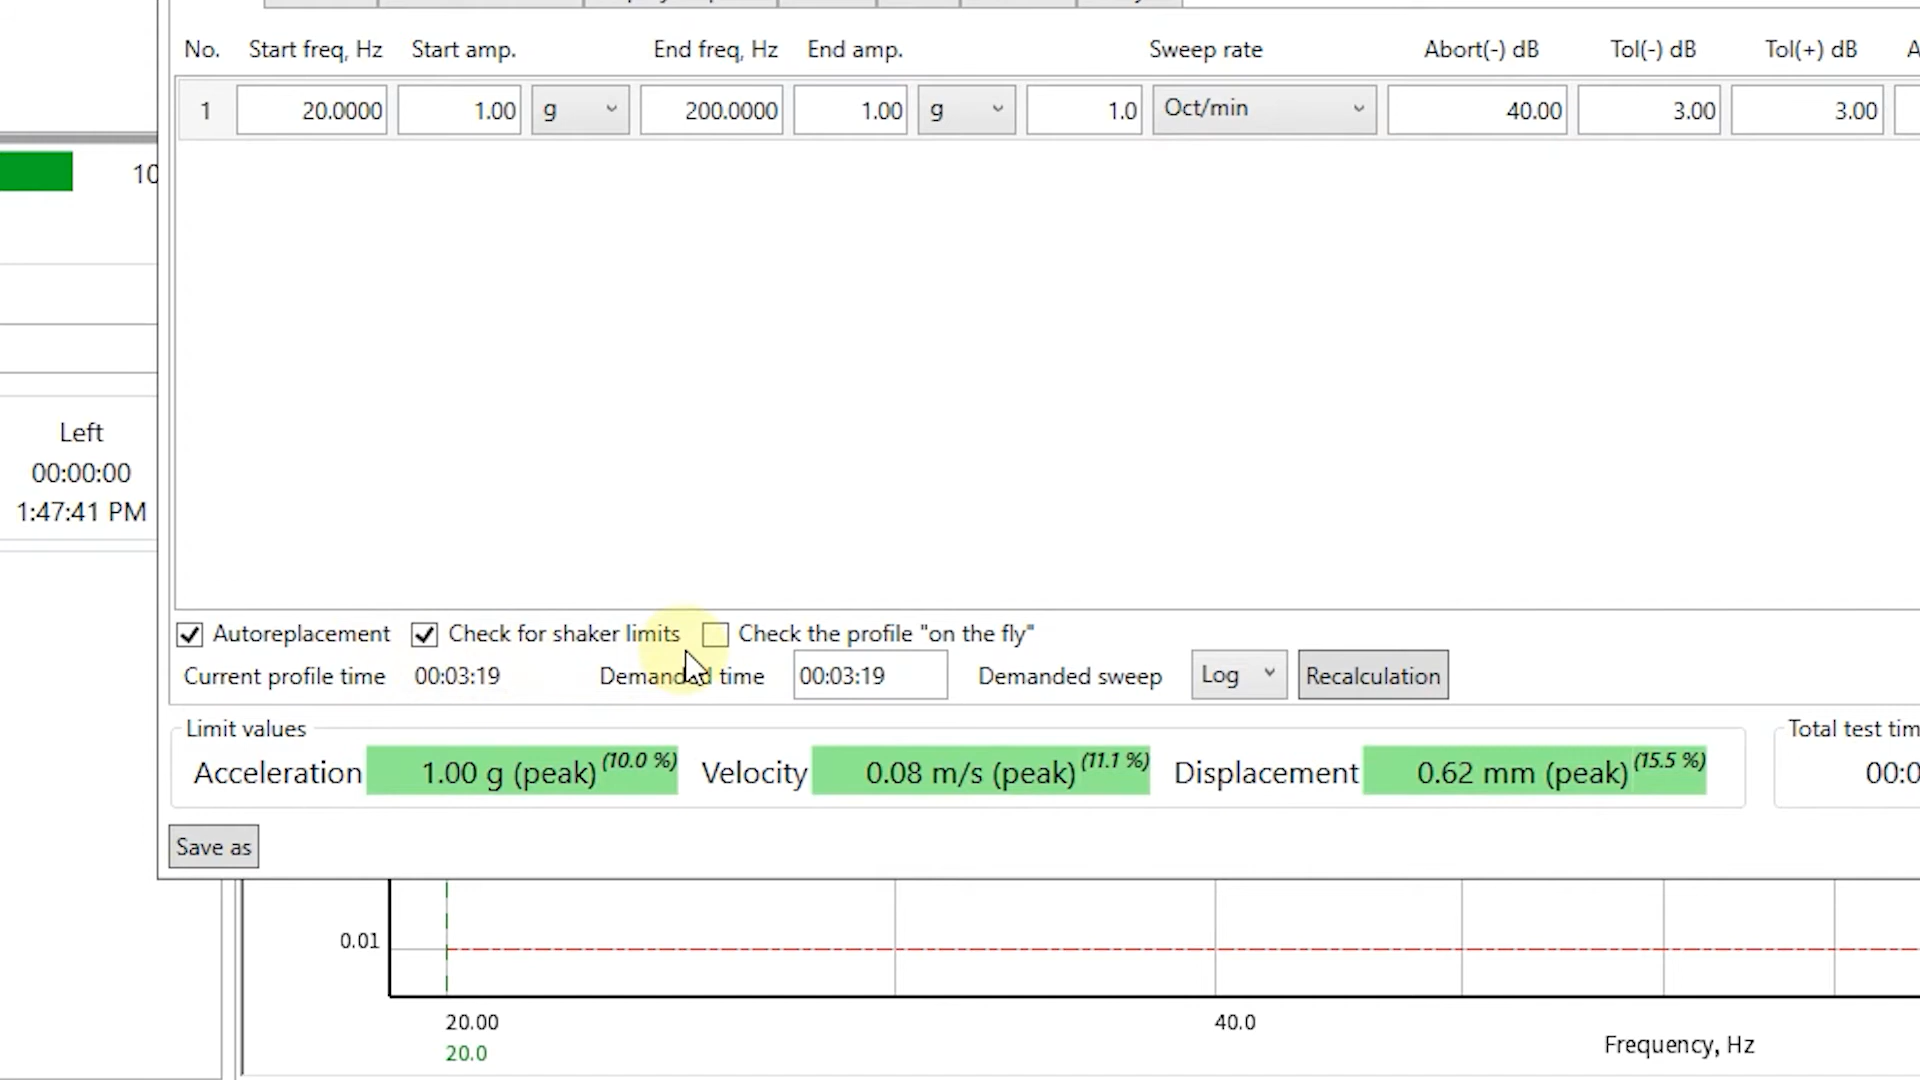 No. Start freq, Hz Start amp. End freq, Hz End amp. Sweep rate Abort(-) dB Tol(-) dB Tol(+) dB A
1 20.0000 1.00 g 200.0000 1.00 g 1.0 Oct/min 40.00 3.00 3.00
10
Left
00:00:00
1:47:41 PM
Autoreplacement Check for shaker limits Check the profile "on the fly"
Current profile time 00:03:19 Demanded time 00:03:19 Demanded sweep Log Recalculation
Limit values Total test tim
Acceleration 1.00 g (peak) (10.0 %) Velocity 0.08 m/s (peak) (11.1 %) Displacement 0.62 mm (peak) (15.5 %) 00:0
Save as
0.01
20.00 40.0
20.0
Frequency, Hz